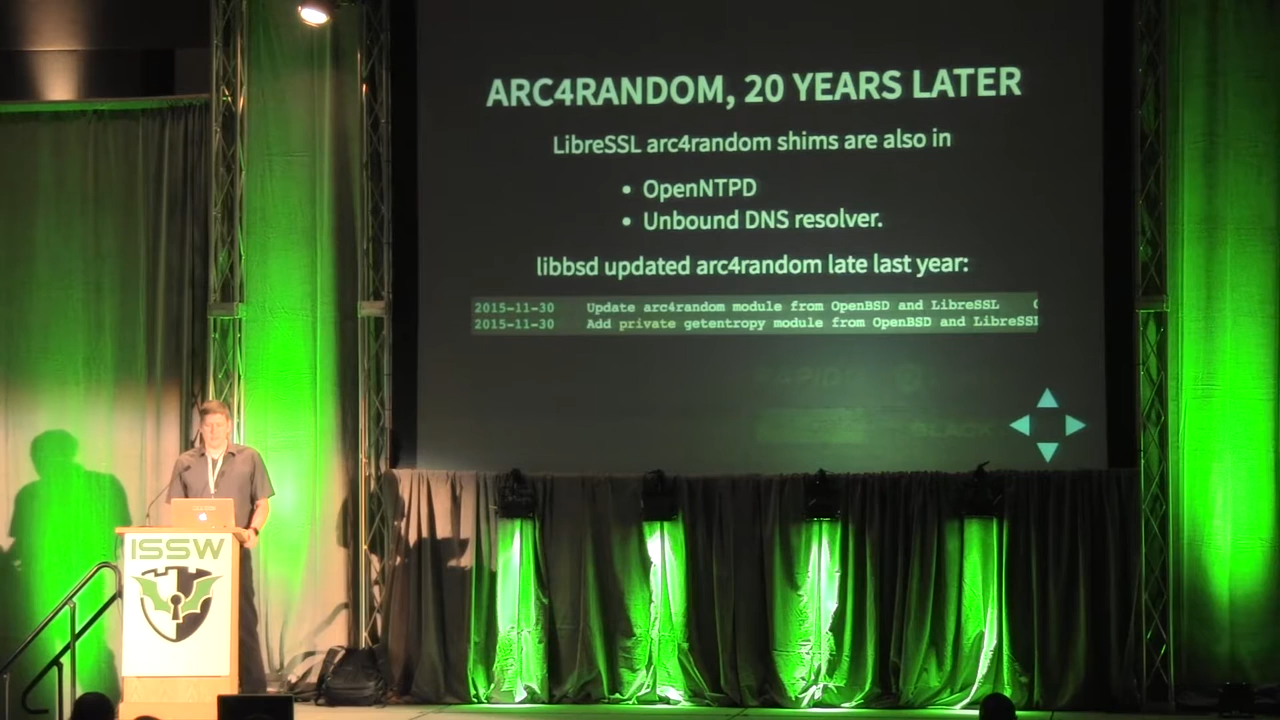 ARC4RANDOM, 20 YEARS LATER
LibreSSL arc4random shims are also in
• OpenNTPD
• Unbound DNS resolver.
libbsd updated arc4random late last year:
2015-11-30 Update arc4random module from OpenBSD and LibreSSL
2015-11-30 Add private getentropy module from OpenBSD and LibreSSL
ISSW